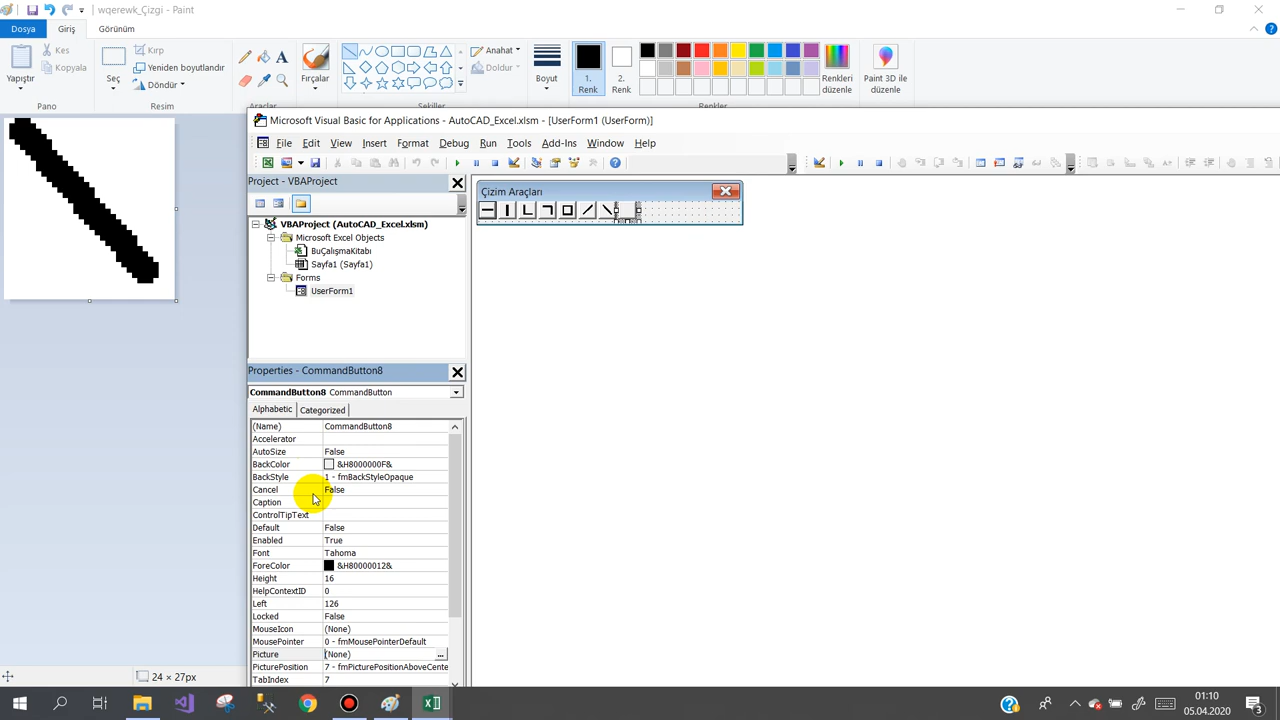 wqerewk_Çizgi - Paint
Dosya
Giriş
Görünüm
Yapıştır
Kes
Kopyala
Pano
Seç
Kırp
Yeniden boyutlandır
Döndür
Resim
Araçlar
Fırçalar
Şekiller
Anahat
Doldur
Boyut
1.
Renk
2.
Renk
Renkler
Renkleri
düzenle
Paint 3D ile
düzenle
Microsoft Visual Basic for Applications - AutoCAD_Excel.xlsm - [UserForm1 (UserForm)]
File Edit View Insert Format Debug Run Tools Add-Ins Window Help
Project - VBAProject
VBAProject (AutoCAD_Excel.xlsm)
Microsoft Excel Objects
BuÇalışmaKitabı
Sayfa1 (Sayfa1)
Forms
UserForm1
Çizim Araçları
Properties - CommandButton8
CommandButton8 CommandButton
Alphabetic Categorized
(Name) CommandButton8
Accelerator
AutoSize False
BackColor &H8000000F&
BackStyle 1 - fmBackStyleOpaque
Cancel False
Caption
ControlTipText
Default False
Enabled True
Font Tahoma
ForeColor &H80000012&
Height 16
HelpContextID 0
Left 126
Locked False
MouseIcon (None)
MousePointer 0 - fmMousePointerDefault
Picture (None) ...
PicturePosition 7 - fmPicturePositionAboveCente
TabIndex 7
24 × 27px
01:10
05.04.2020
3